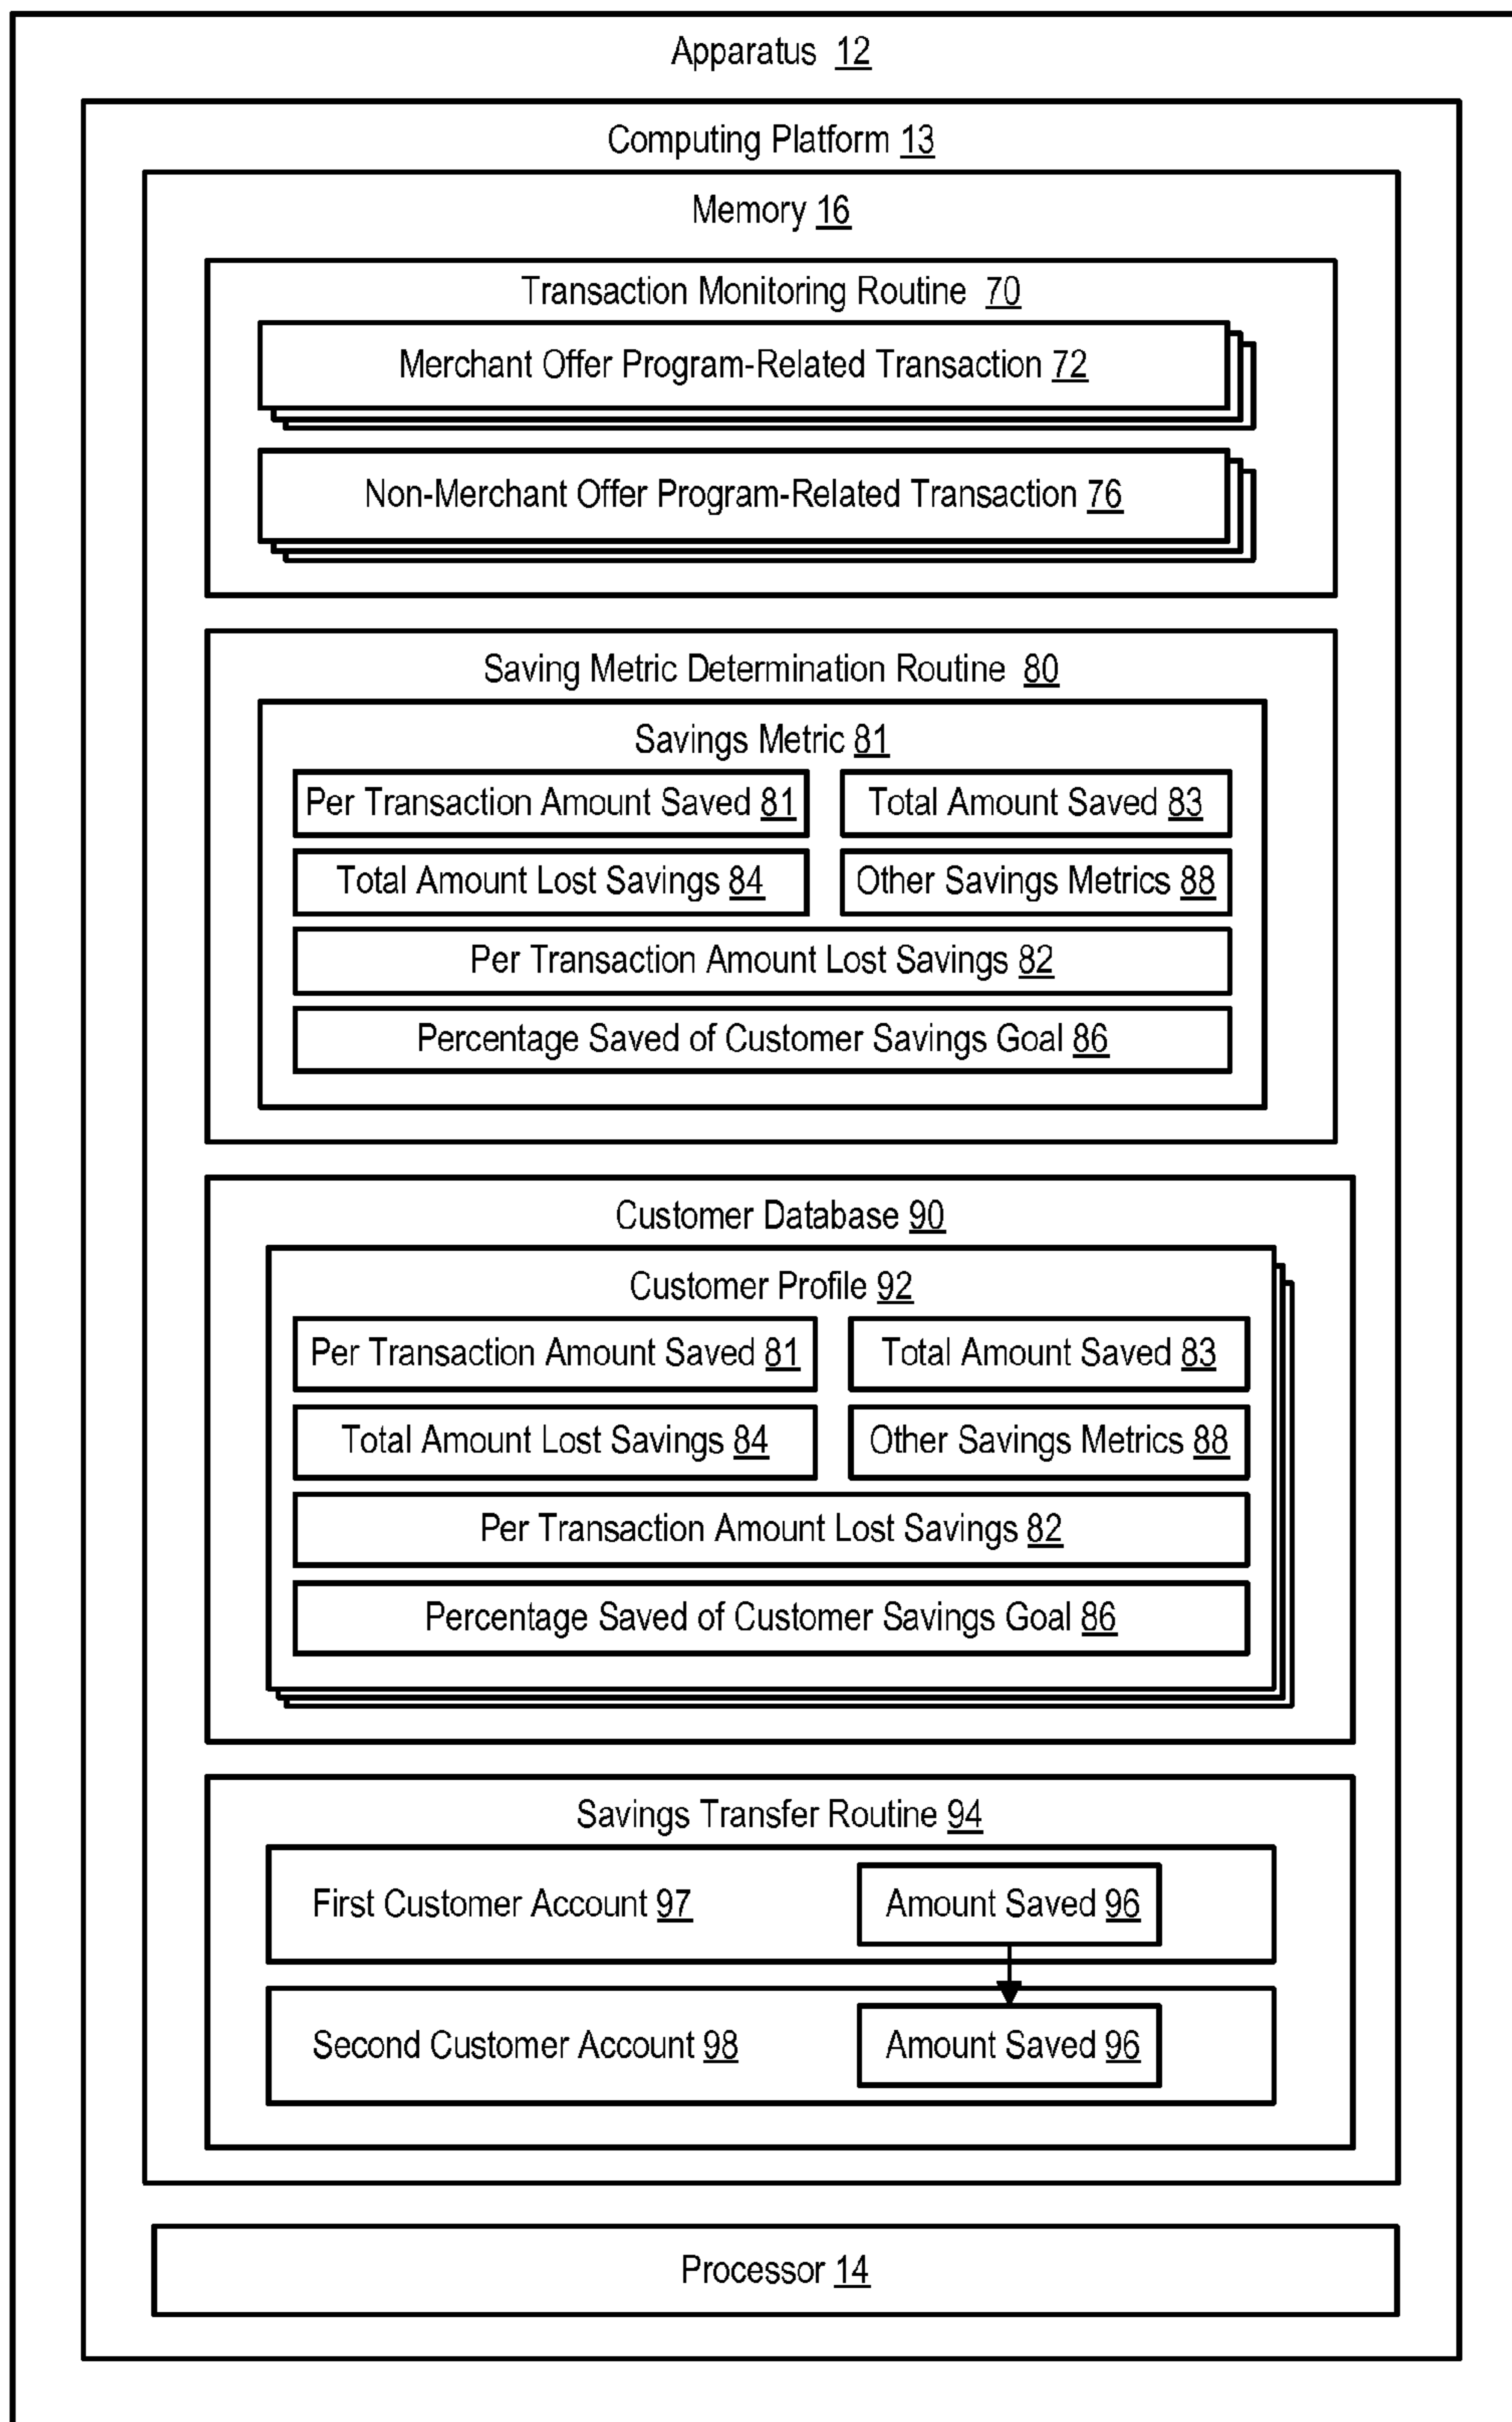 Apparatus 12
Computing Platform 13
Memory 16
Transaction Monitoring Routine 70
Merchant Offer Program-Related Transaction 72
Non-Merchant Offer Program-Related Transaction 76
Saving Metric Determination Routine 80
Savings Metric 81
Per Transaction Amount Saved 81
Total Amount Saved 83
Total Amount Lost Savings 84
Other Savings Metrics 88
Per Transaction Amount Lost Savings 82
Percentage Saved of Customer Savings Goal 86
Customer Database 90
Customer Profile 92
Per Transaction Amount Saved 81
Total Amount Saved 83
Total Amount Lost Savings 84
Other Savings Metrics 88
Per Transaction Amount Lost Savings 82
Percentage Saved of Customer Savings Goal 86
Savings Transfer Routine 94
First Customer Account 97
Amount Saved 96
Second Customer Account 98
Amount Saved 96
Processor 14